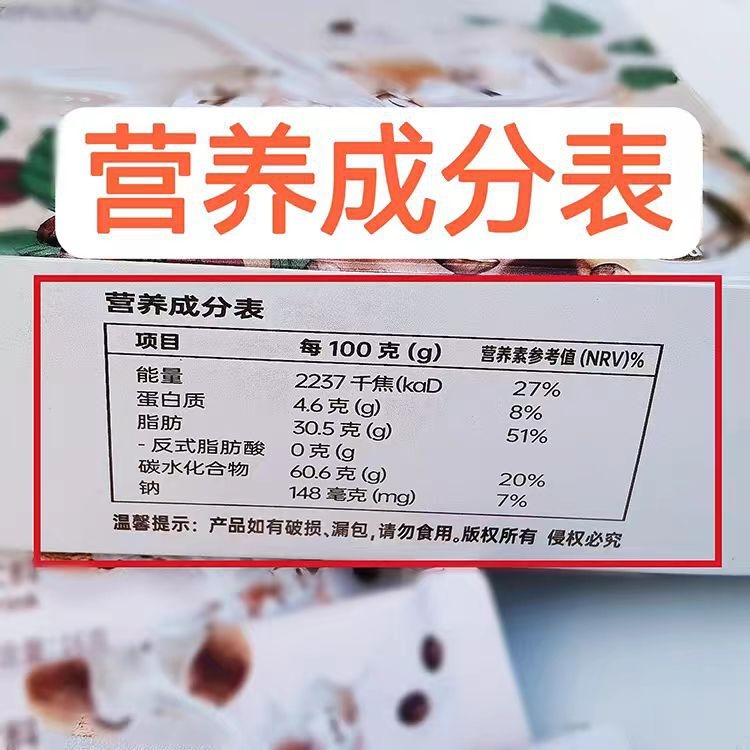 营养成分表
营养成分表
项目 每 100 克 (g) 营养素参考值 (NRV)%
能量 2237 千焦(kaD 27%
蛋白质 4.6 克 (g) 8%
脂肪 30.5 克 (g) 51%
- 反式脂肪酸 0 克 (g
碳水化合物 60.6 克 (g) 20%
钠 148 毫克 (mg) 7%
温馨提示：产品如有破损、漏包,请勿食用。版权所有 侵权必究